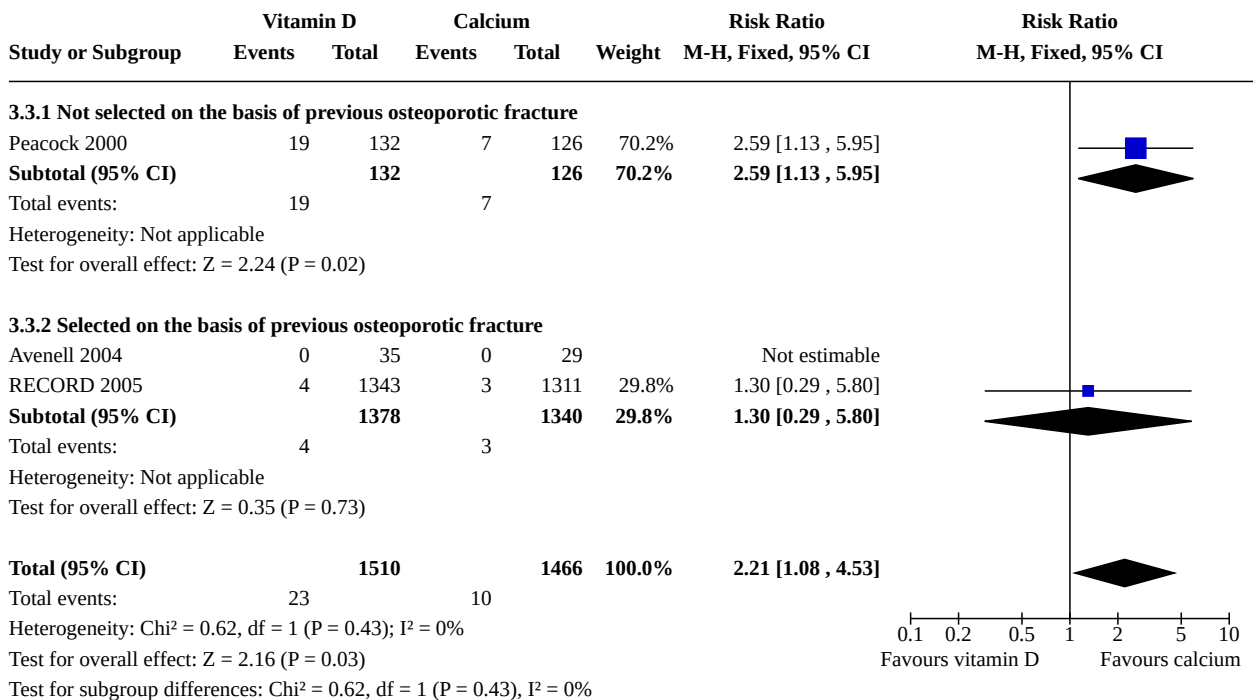 Vitamin D Calcium Risk Ratio Risk Ratio
Study or Subgroup Events Total Events Total Weight M-H, Fixed, 95% CI M-H, Fixed, 95% CI
3.3.1 Not selected on the basis of previous osteoporotic fracture
Peacock 2000 19 132 7 126 70.2% 2.59 [1.13 , 5.95]
Subtotal (95% CI) 132 126 70.2% 2.59 [1.13 , 5.95]
Total events: 19 7
Heterogeneity: Not applicable
Test for overall effect: Z = 2.24 (P = 0.02)
3.3.2 Selected on the basis of previous osteoporotic fracture
Avenell 2004 0 35 0 29 Not estimable
RECORD 2005 4 1343 3 1311 29.8% 1.30 [0.29 , 5.80]
Subtotal (95% CI) 1378 1340 29.8% 1.30 [0.29 , 5.80]
Total events: 4 3
Heterogeneity: Not applicable
Test for overall effect: Z = 0.35 (P = 0.73)
Total (95% CI) 1510 1466 100.0% 2.21 [1.08 , 4.53]
Total events: 23 10
Heterogeneity: Chi² = 0.62, df = 1 (P = 0.43); I² = 0%
Test for overall effect: Z = 2.16 (P = 0.03)
Test for subgroup differences: Chi² = 0.62, df = 1 (P = 0.43), I² = 0%
0.1 0.2 0.5 1 2 5 10
Favours vitamin D Favours calcium